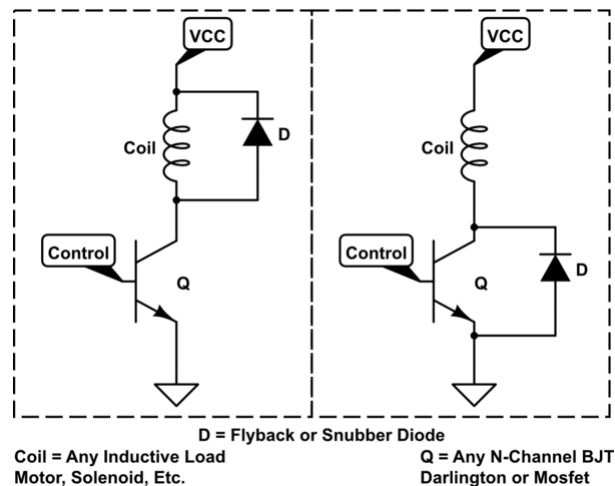 VCC
Coil
D
Control
Q
VCC
Coil
Control
Q
D
D = Flyback or Snubber Diode
Coil = Any Inductive Load
Motor, Solenoid, Etc.
Q = Any N-Channel BJT
Darlington or Mosfet